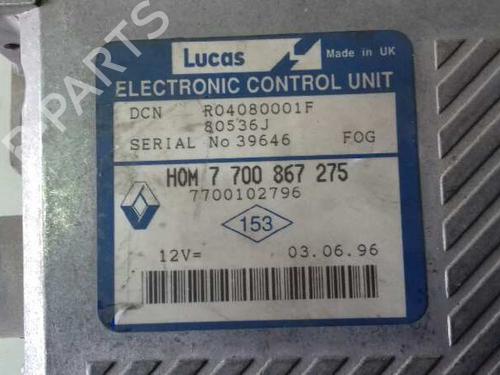 Lucas
Made in UK
ELECTRONIC CONTROL UNIT
DCN R04080001F
80536J
SERIAL No 39646 FOG
HOM 7 700 867 275
7700102796
153
12V= 03.06.96
B-PARTS